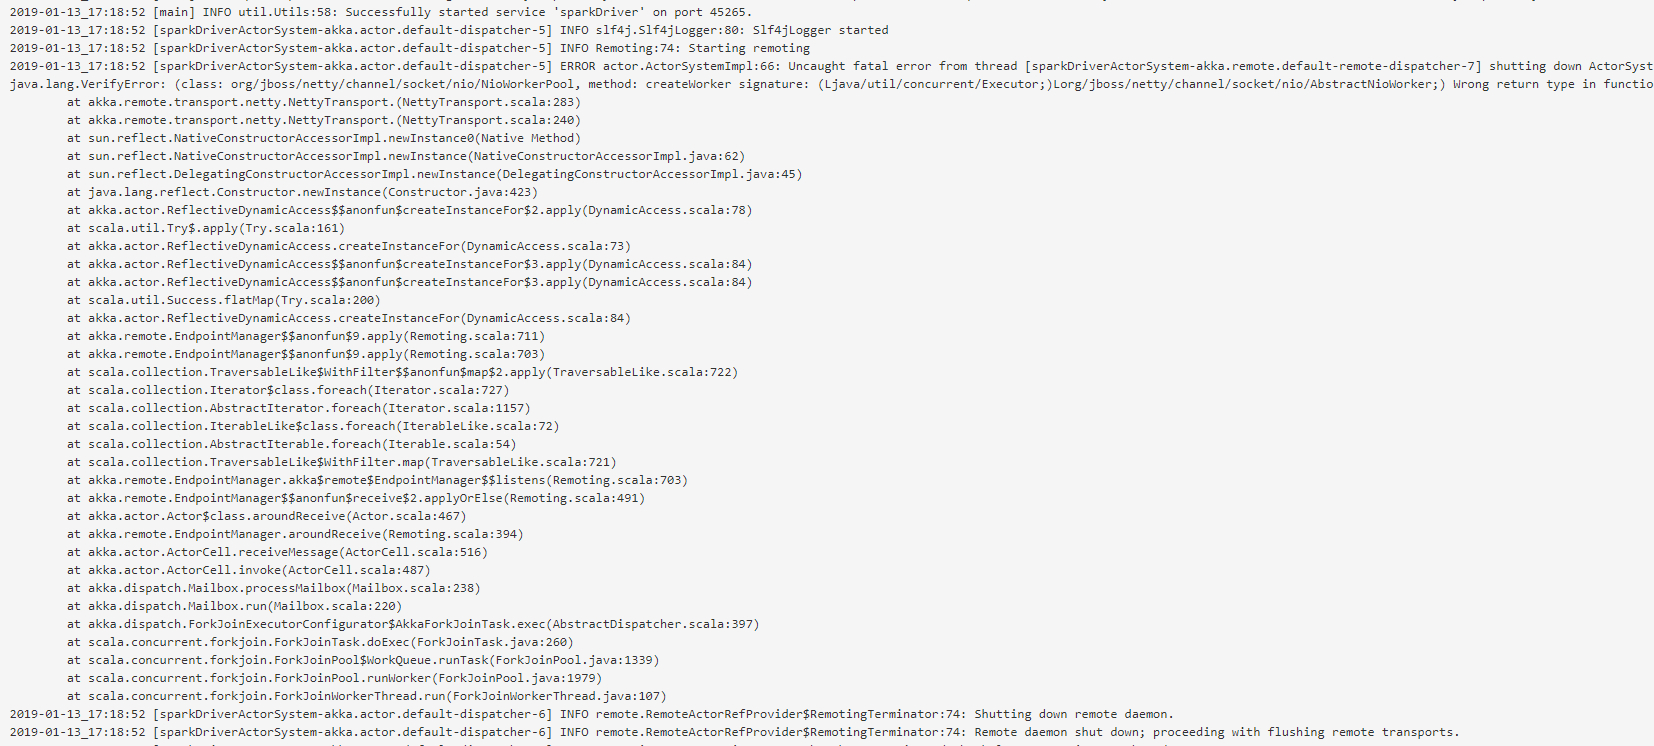 2019-01-13_17:18:52 [main] INFO util.Utils:58: Successfully started service 'sparkDriver' on port 45265.
2019-01-13_17:18:52 [sparkDriverActorSystem-akka.actor.default-dispatcher-5] INFO slf4j.Slf4jLogger:80: Slf4jLogger started
2019-01-13_17:18:52 [sparkDriverActorSystem-akka.actor.default-dispatcher-5] INFO Remoting:74: Starting remoting
2019-01-13_17:18:52 [sparkDriverActorSystem-akka.actor.default-dispatcher-5] ERROR actor.ActorSystemImpl:66: Uncaught fatal error from thread [sparkDriverActorSystem-akka.remote.default-remote-dispatcher-7] shutting down ActorSyst
java.lang.VerifyError: (class: org/jboss/netty/channel/socket/nio/NioWorkerPool, method: createWorker signature: (Ljava/util/concurrent/Executor;)Lorg/jboss/netty/channel/socket/nio/AbstractNioWorker;) Wrong return type in functio
at akka.remote.transport.netty.NettyTransport.(NettyTransport.scala:283)
at akka.remote.transport.netty.NettyTransport.(NettyTransport.scala:240)
at sun.reflect.NativeConstructorAccessorImpl.newInstance0(Native Method)
at sun.reflect.NativeConstructorAccessorImpl.newInstance(NativeConstructorAccessorImpl.java:62)
at sun.reflect.DelegatingConstructorAccessorImpl.newInstance(DelegatingConstructorAccessorImpl.java:45)
at java.lang.reflect.Constructor.newInstance(Constructor.java:423)
at akka.actor.ReflectiveDynamicAccess$$anonfun$createInstanceFor$2.apply(DynamicAccess.scala:78)
at scala.util.Try$.apply(Try.scala:161)
at akka.actor.ReflectiveDynamicAccess.createInstanceFor(DynamicAccess.scala:73)
at akka.actor.ReflectiveDynamicAccess$$anonfun$createInstanceFor$3.apply(DynamicAccess.scala:84)
at akka.actor.ReflectiveDynamicAccess$$anonfun$createInstanceFor$3.apply(DynamicAccess.scala:84)
at scala.util.Success.flatMap(Try.scala:200)
at akka.actor.ReflectiveDynamicAccess.createInstanceFor(DynamicAccess.scala:84)
at akka.remote.EndpointManager$$anonfun$9.apply(Remoting.scala:711)
at akka.remote.EndpointManager$$anonfun$9.apply(Remoting.scala:703)
at scala.collection.TraversableLike$WithFilter$$anonfun$map$2.apply(TraversableLike.scala:722)
at scala.collection.Iterator$class.foreach(Iterator.scala:727)
at scala.collection.AbstractIterator.foreach(Iterator.scala:1157)
at scala.collection.IterableLike$class.foreach(IterableLike.scala:72)
at scala.collection.AbstractIterable.foreach(Iterable.scala:54)
at scala.collection.TraversableLike$WithFilter.map(TraversableLike.scala:721)
at akka.remote.EndpointManager.akka$remote$EndpointManager$$listens(Remoting.scala:703)
at akka.remote.EndpointManager$$anonfun$receive$2.applyOrElse(Remoting.scala:491)
at akka.actor.Actor$class.aroundReceive(Actor.scala:467)
at akka.remote.EndpointManager.aroundReceive(Remoting.scala:394)
at akka.actor.ActorCell.receiveMessage(ActorCell.scala:516)
at akka.actor.ActorCell.invoke(ActorCell.scala:487)
at akka.dispatch.Mailbox.processMailbox(Mailbox.scala:238)
at akka.dispatch.Mailbox.run(Mailbox.scala:220)
at akka.dispatch.ForkJoinExecutorConfigurator$AkkaForkJoinTask.exec(AbstractDispatcher.scala:397)
at scala.concurrent.forkjoin.ForkJoinTask.doExec(ForkJoinTask.java:260)
at scala.concurrent.forkjoin.ForkJoinPool$WorkQueue.runTask(ForkJoinPool.java:1339)
at scala.concurrent.forkjoin.ForkJoinPool.runWorker(ForkJoinPool.java:1979)
at scala.concurrent.forkjoin.ForkJoinWorkerThread.run(ForkJoinWorkerThread.java:107)
2019-01-13_17:18:52 [sparkDriverActorSystem-akka.actor.default-dispatcher-6] INFO remote.RemoteActorRefProvider$RemotingTerminator:74: Shutting down remote daemon.
2019-01-13_17:18:52 [sparkDriverActorSystem-akka.actor.default-dispatcher-6] INFO remote.RemoteActorRefProvider$RemotingTerminator:74: Remote daemon shut down; proceeding with flushing remote transports.